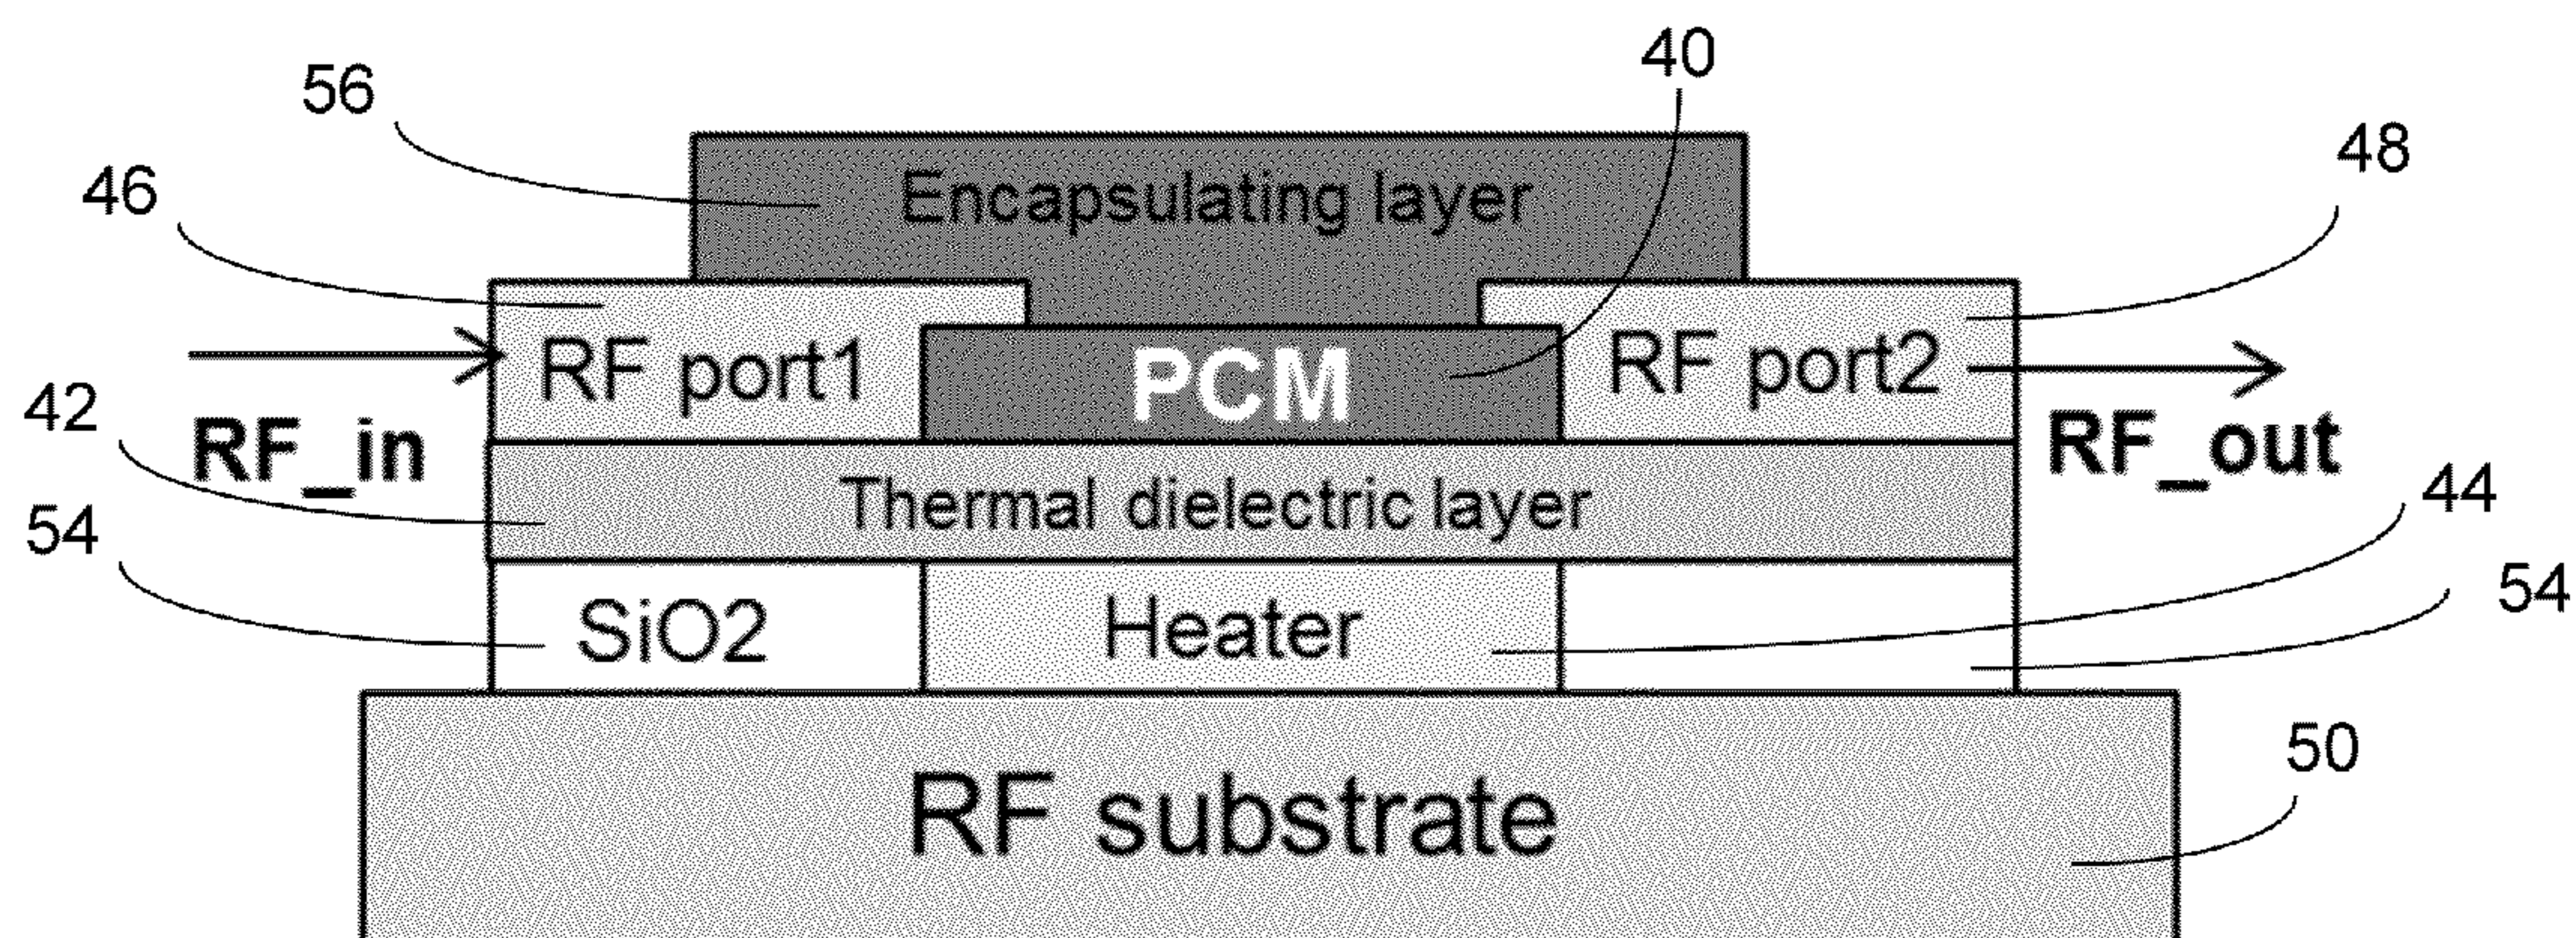 40
56
48
46
Encapsulating layer
RF port1
PCM
RF port2
42
RF_in
RF_out
Thermal dielectric layer
44
54
54
SiO2
Heater
50
RF substrate